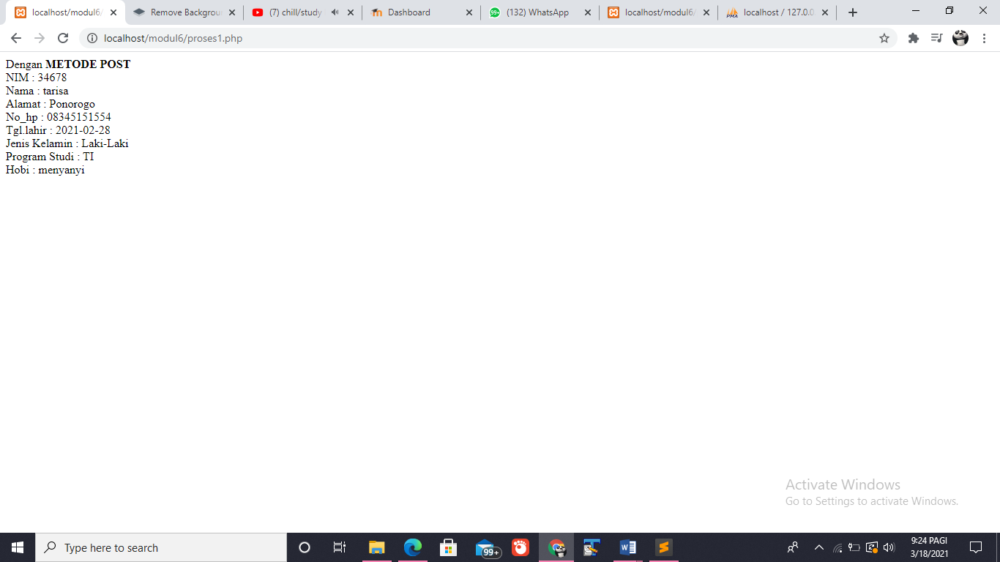 localhost/modul6/
Remove Backgrou
(7) chill/study
Dashboard
99+
(132) WhatsApp
localhost/modul6/
PMA
localhost / 127.0.0.
localhost/modul6/proses1.php
Dengan METODE POST
NIM : 34678
Nama : tarisa
Alamat : Ponorogo
No_hp : 08345151554
Tgl.lahir : 2021-02-28
Jenis Kelamin : Laki-Laki
Program Studi : TI
Hobi : menyanyi
Activate Windows
Go to Settings to activate Windows.
Type here to search
99+
9:24 PAGI
3/18/2021